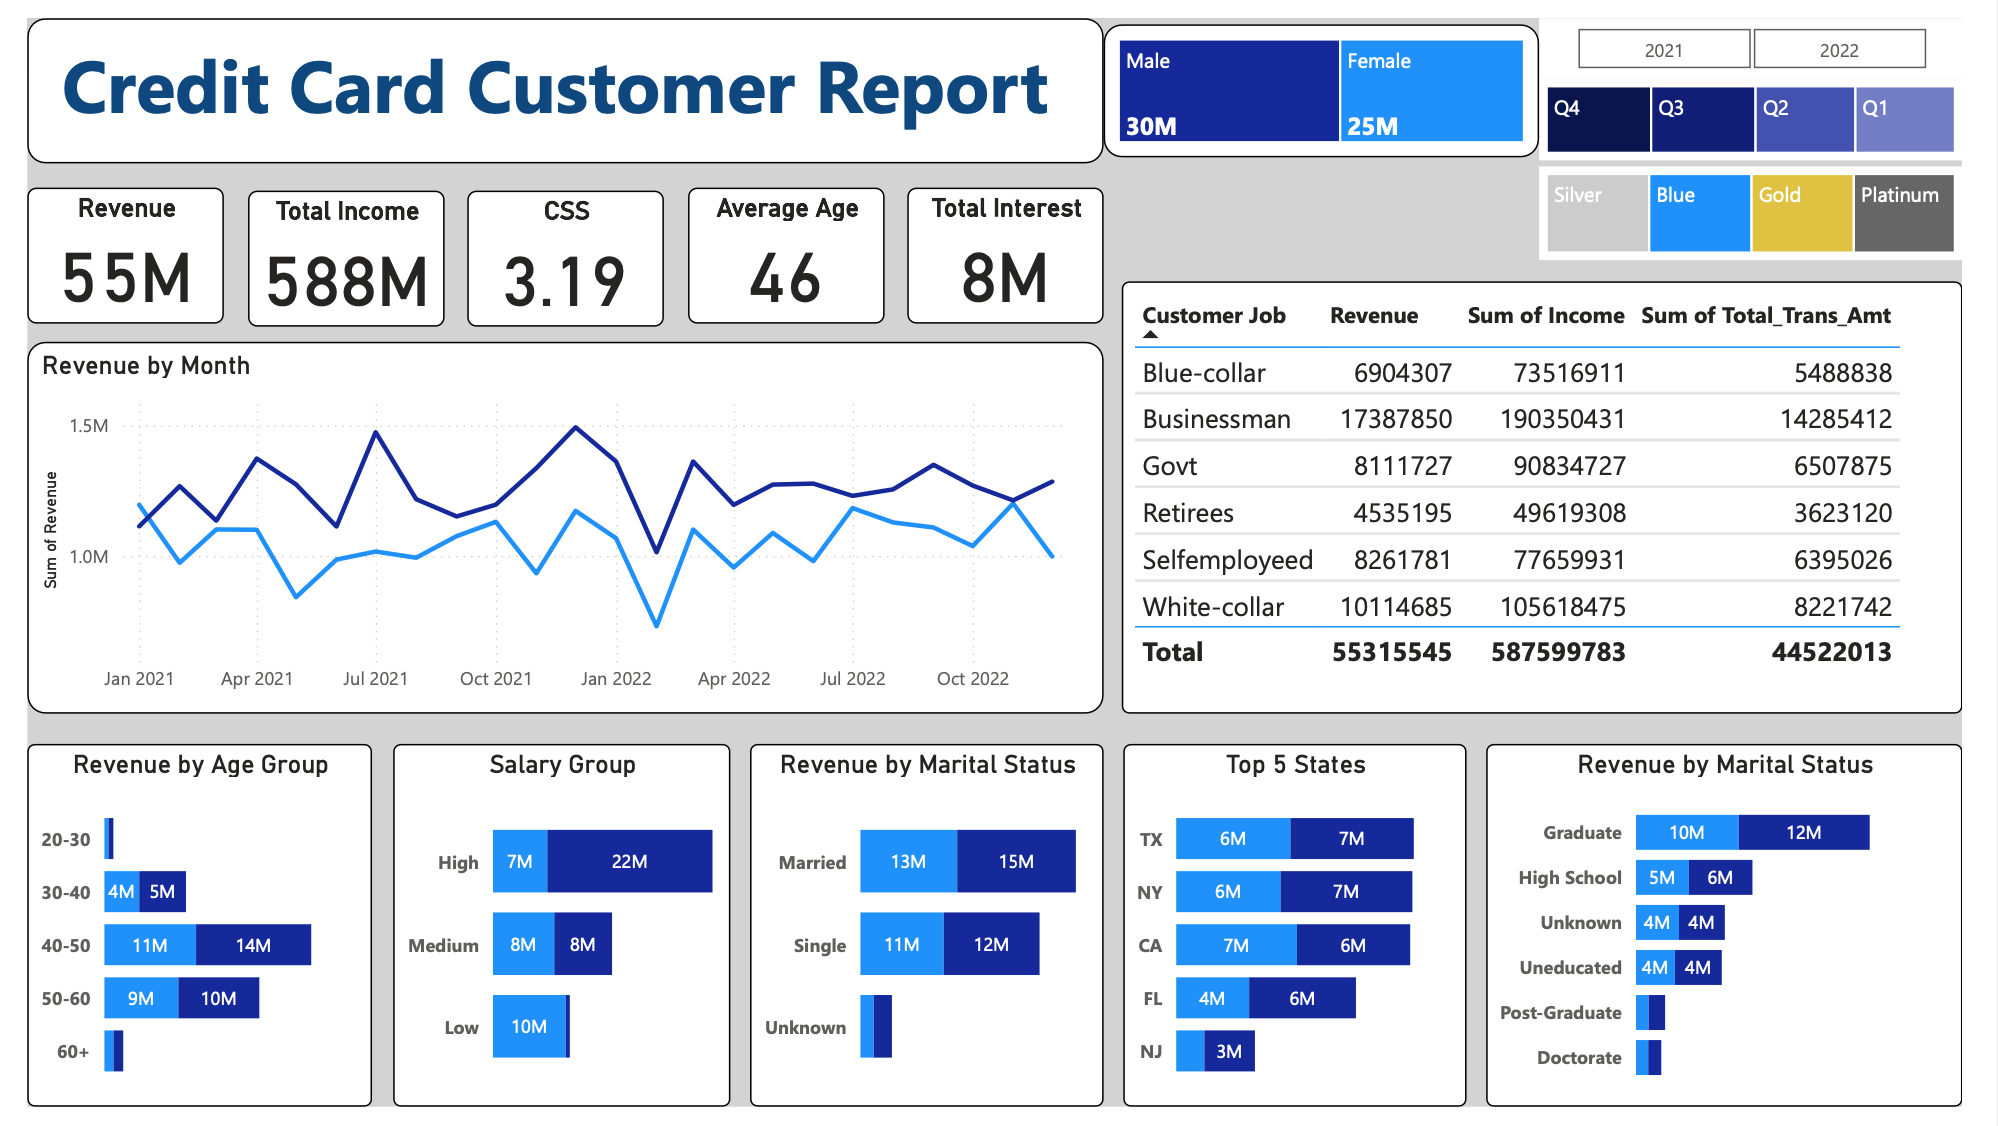 Credit Card Customer Report
Male
30M
Female
25M
2021
2022
Q4
Q3
Q2
Q1
Silver
Blue
Gold
Platinum
Revenue
55M
Total Income
588M
CSS
3.19
Average Age
46
Total Interest
8M
Revenue by Month
Sum of Revenue
1.5M
1.0M
Jan 2021 Apr 2021 Jul 2021 Oct 2021 Jan 2022 Apr 2022 Jul 2022 Oct 2022
Customer Job Revenue Sum of Income Sum of Total_Trans_Amt
Blue-collar 6904307 73516911 5488838
Businessman 17387850 190350431 14285412
Govt 8111727 90834727 6507875
Retirees 4535195 49619308 3623120
Selfemployeed 8261781 77659931 6395026
White-collar 10114685 105618475 8221742
Total 55315545 587599783 44522013
Revenue by Age Group
20-30
30-40 4M 5M
40-50 11M 14M
50-60 9M 10M
60+
Salary Group
High 7M 22M
Medium 8M 8M
Low 10M
Revenue by Marital Status
Married 13M 15M
Single 11M 12M
Unknown
Top 5 States
TX 6M 7M
NY 6M 7M
CA 7M 6M
FL 4M 6M
NJ 3M
Revenue by Marital Status
Graduate 10M 12M
High School 5M 6M
Unknown 4M 4M
Uneducated 4M 4M
Post-Graduate
Doctorate